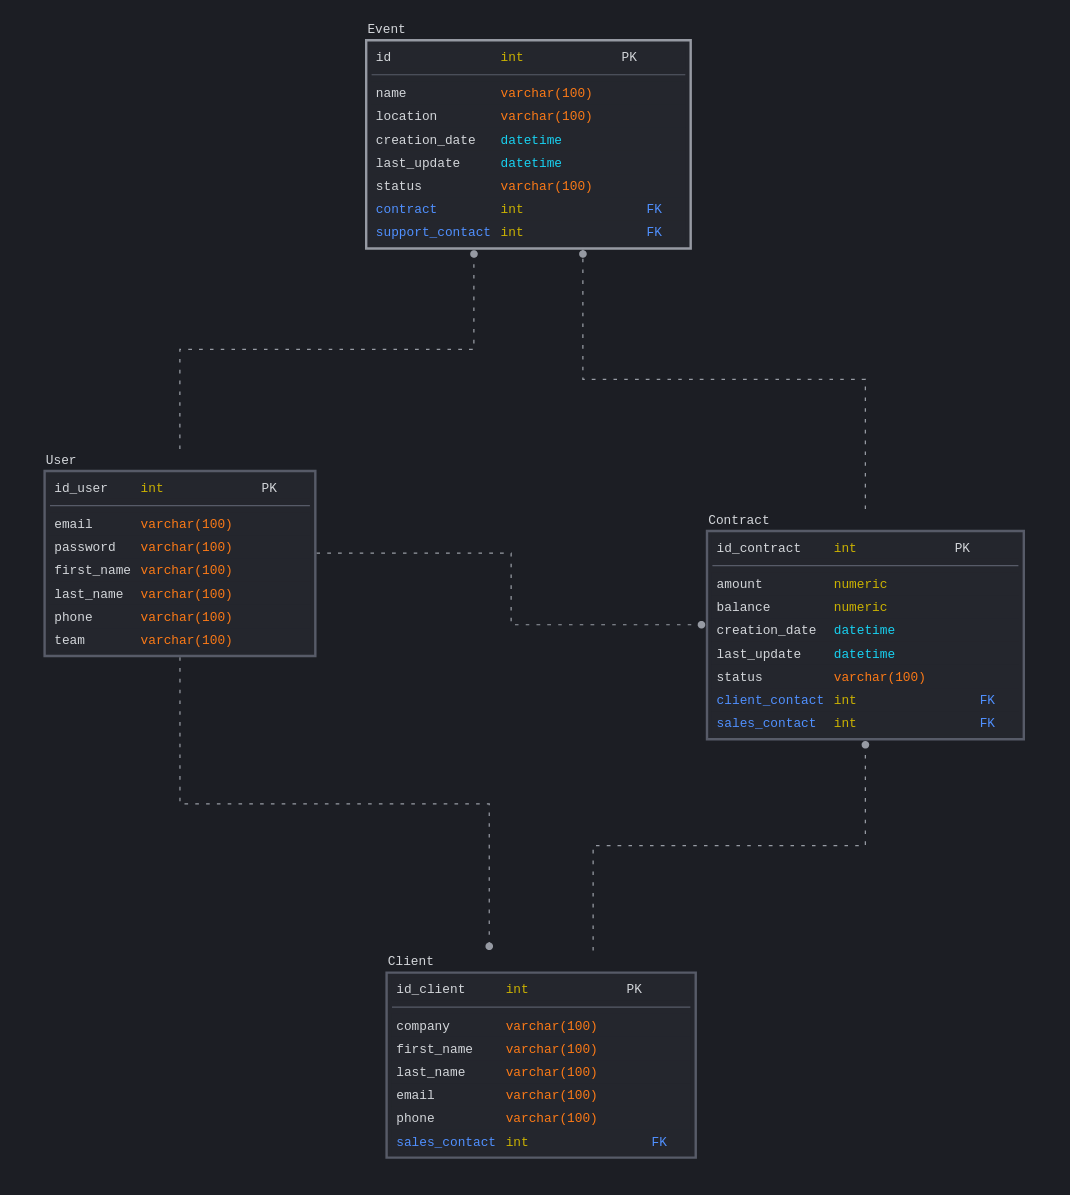 Event
id int PK
name varchar(100)
location varchar(100)
creation_date datetime
last_update datetime
status varchar(100)
contract int FK
support_contact int FK
User
id_user int PK
email varchar(100)
password varchar(100)
first_name varchar(100)
last_name varchar(100)
phone varchar(100)
team varchar(100)
Contract
id_contract int PK
amount numeric
balance numeric
creation_date datetime
last_update datetime
status varchar(100)
client_contact int FK
sales_contact int FK
Client
id_client int PK
company varchar(100)
first_name varchar(100)
last_name varchar(100)
email varchar(100)
phone varchar(100)
sales_contact int FK